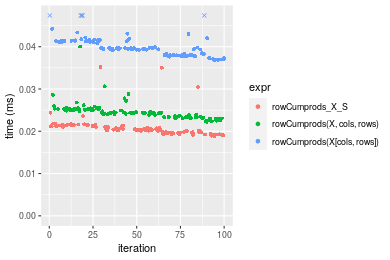 0.04
0.03
0.02
0.01
0.00
0
25
50
75
100
time (ms)
iteration
expr
rowCumprods_X_S
rowCumprods(X, cols, rows)
rowCumprods(X[cols, rows])